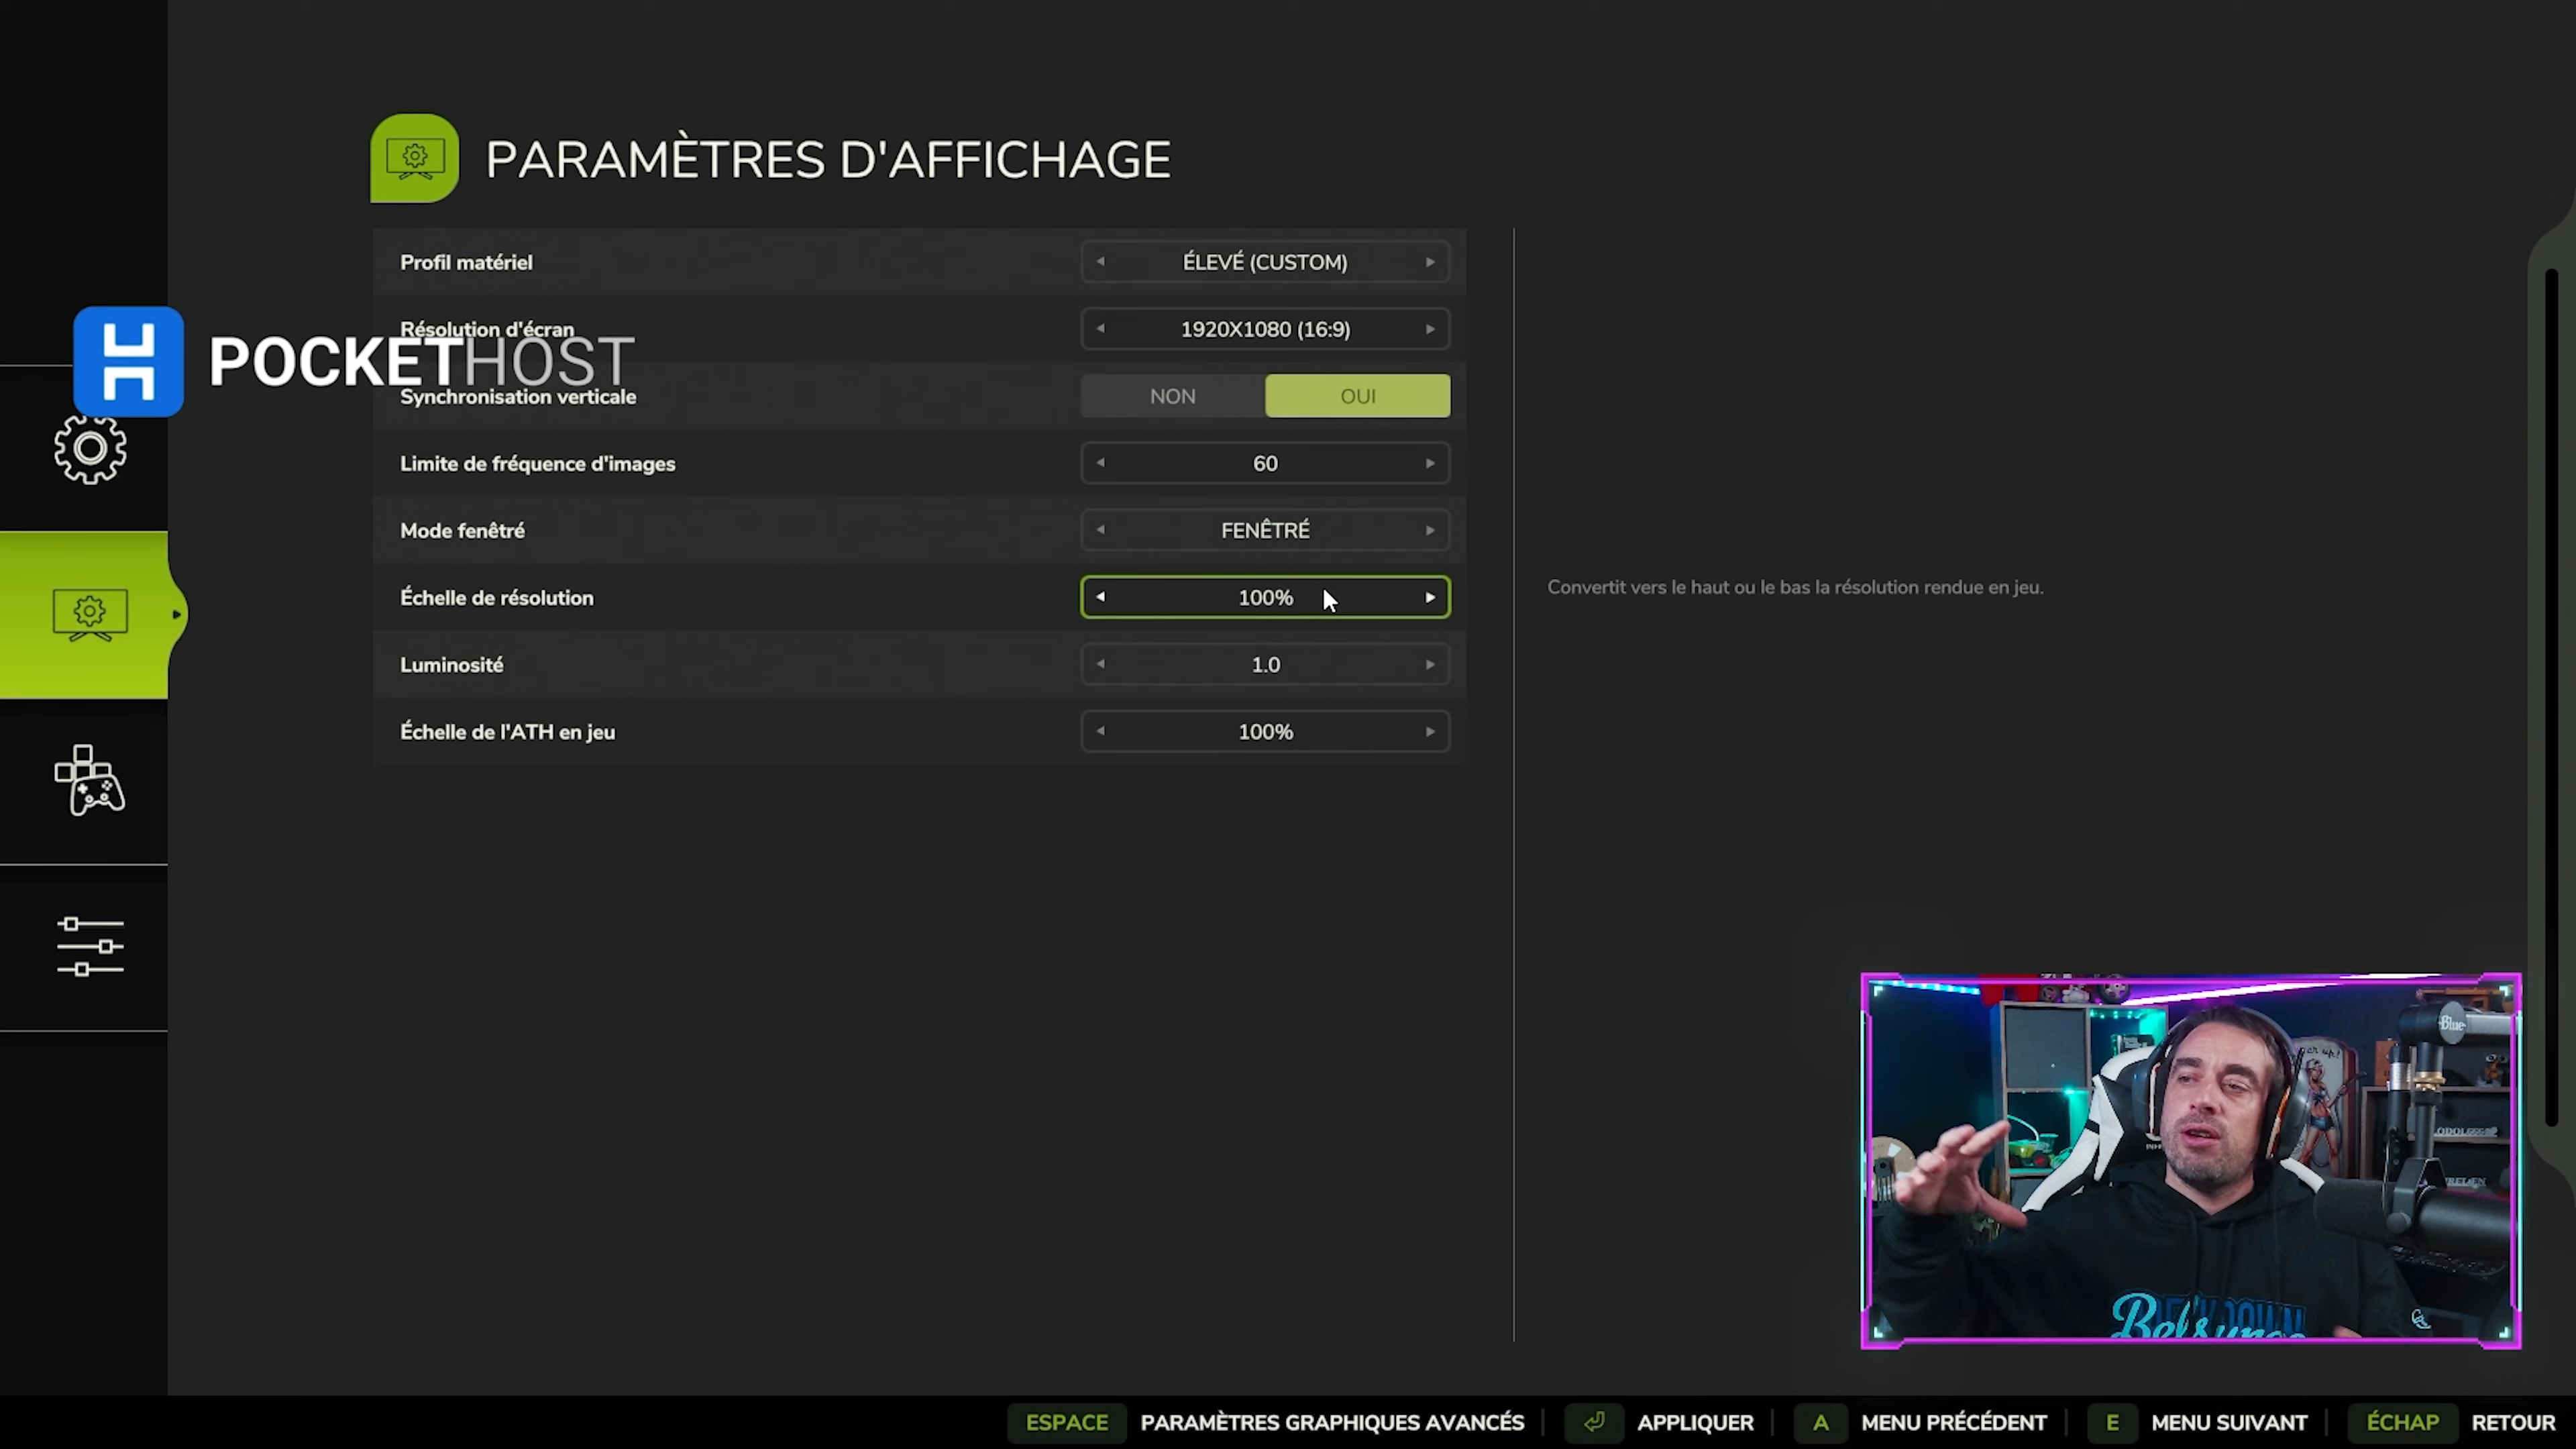 PARAMÈTRES D'AFFICHAGE
Profil matériel
ÉLEVÉ (CUSTOM)
Résolution d'écran
1920X1080 (16:9)
POCKETHOST
Synchronisation verticale
NON
OUI
Limite de fréquence d'images
60
Mode fenêtré
FENÊTRÉ
Échelle de résolution
100%
Convertit vers le haut ou le bas la résolution rendue en jeu.
Luminosité
1.0
Échelle de l'ATH en jeu
100%
Blue
ESPACE PARAMÈTRES GRAPHIQUES AVANCÉS APPLIQUER A MENU PRÉCÉDENT E MENU SUIVANT ÉCHAP RETOUR